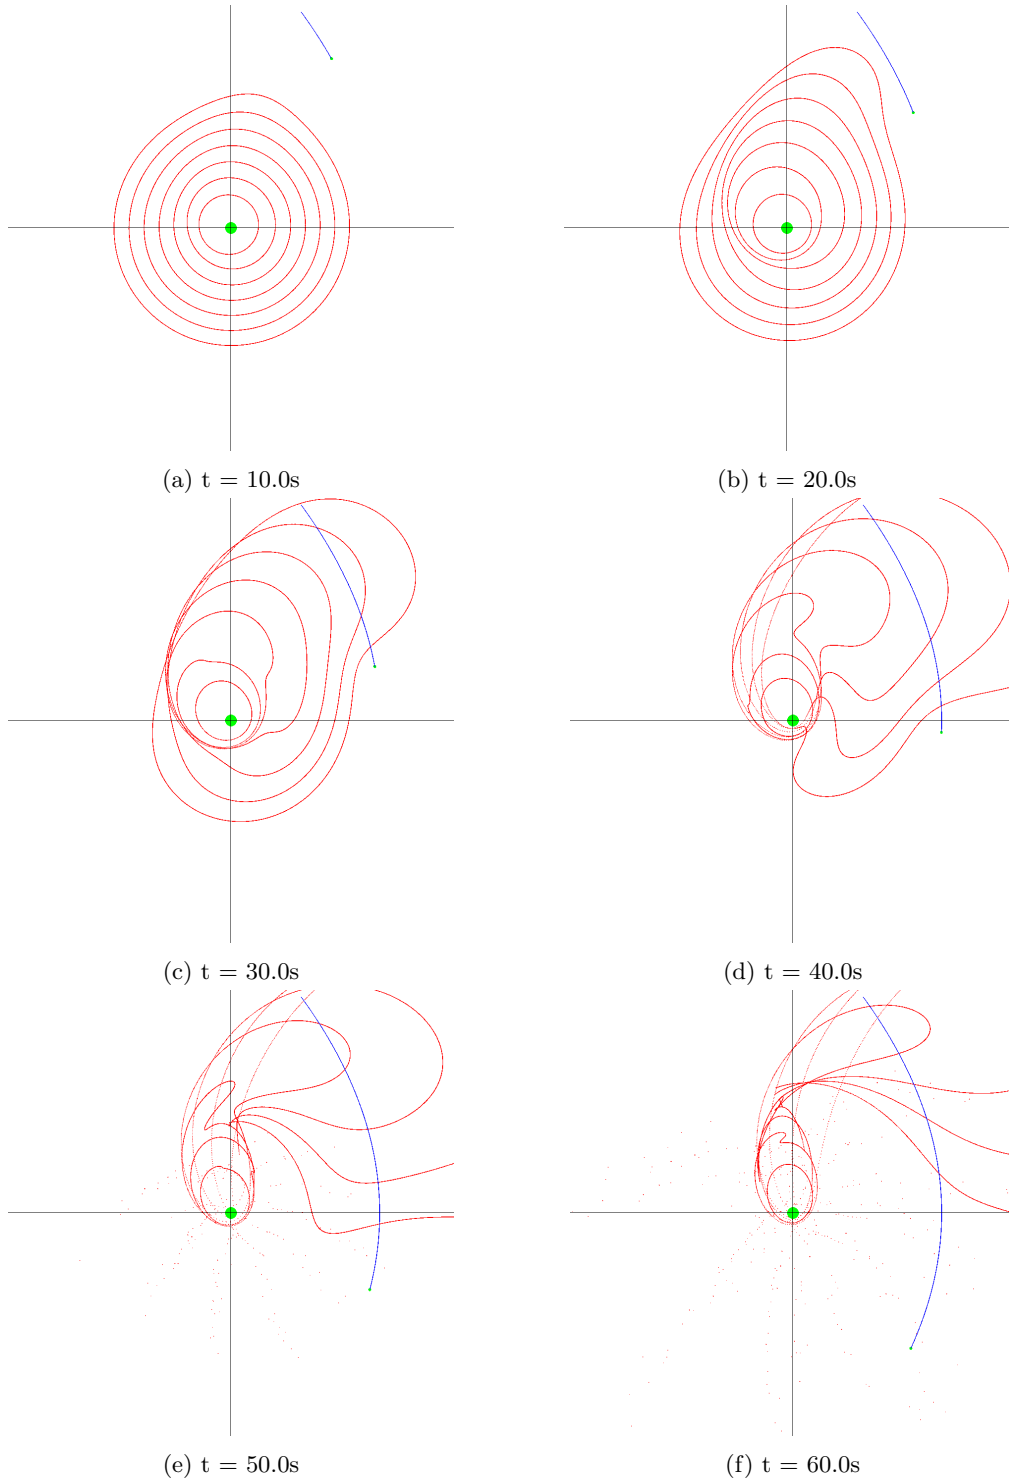 (a) t = 10.0s
(b) t = 20.0s
(c) t = 30.0s
(d) t = 40.0s
(e) t = 50.0s
(f) t = 60.0s